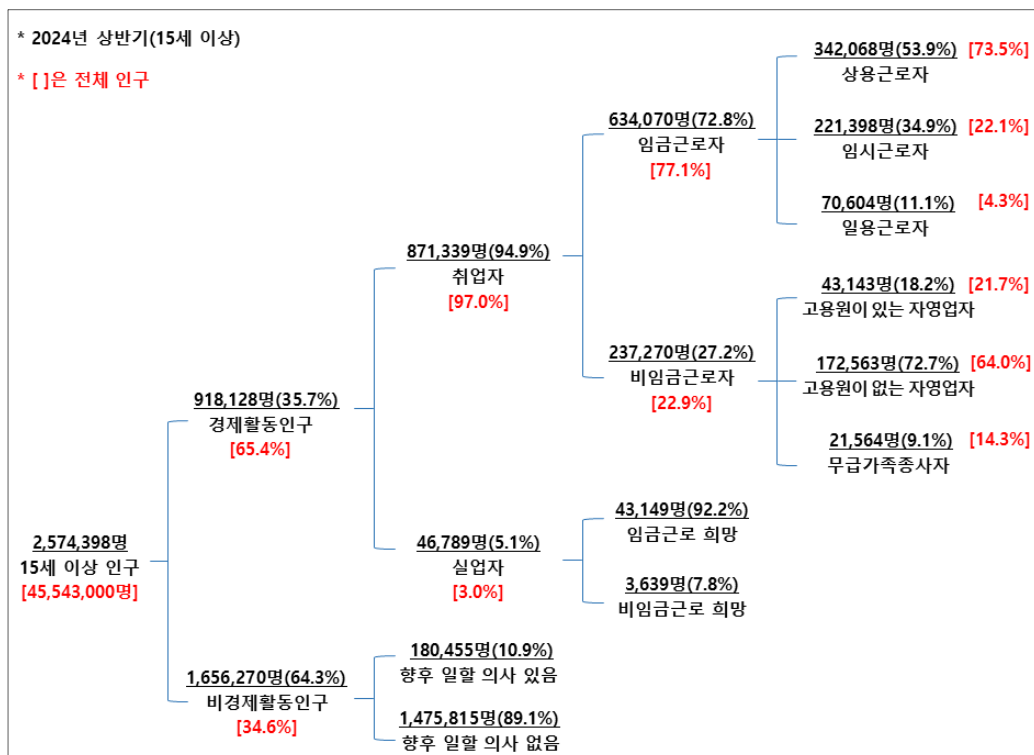 * 2024년 상반기(15세 이상)
* [ ]은 전체 인구
2,574,398명
15세 이상 인구
[45,543,000명]
918,128명(35.7%)
경제활동인구
[65.4%]
1,656,270명(64.3%)
비경제활동인구
[34.6%]
871,339명(94.9%)
취업자
[97.0%]
46,789명(5.1%)
실업자
[3.0%]
180,455명(10.9%)
향후 일할 의사 있음
1,475,815명(89.1%)
향후 일할 의사 없음
634,070명(72.8%)
임금근로자
[77.1%]
237,270명(27.2%)
비임금근로자
[22.9%]
43,149명(92.2%)
임금근로 희망
3,639명(7.8%)
비임금근로 희망
342,068명(53.9%) [73.5%]
상용근로자
221,398명(34.9%) [22.1%]
임시근로자
70,604명(11.1%) [4.3%]
일용근로자
43,143명(18.2%) [21.7%]
고용원이 있는 자영업자
172,563명(72.7%) [64.0%]
고용원이 없는 자영업자
21,564명(9.1%) [14.3%]
무급가족종사자